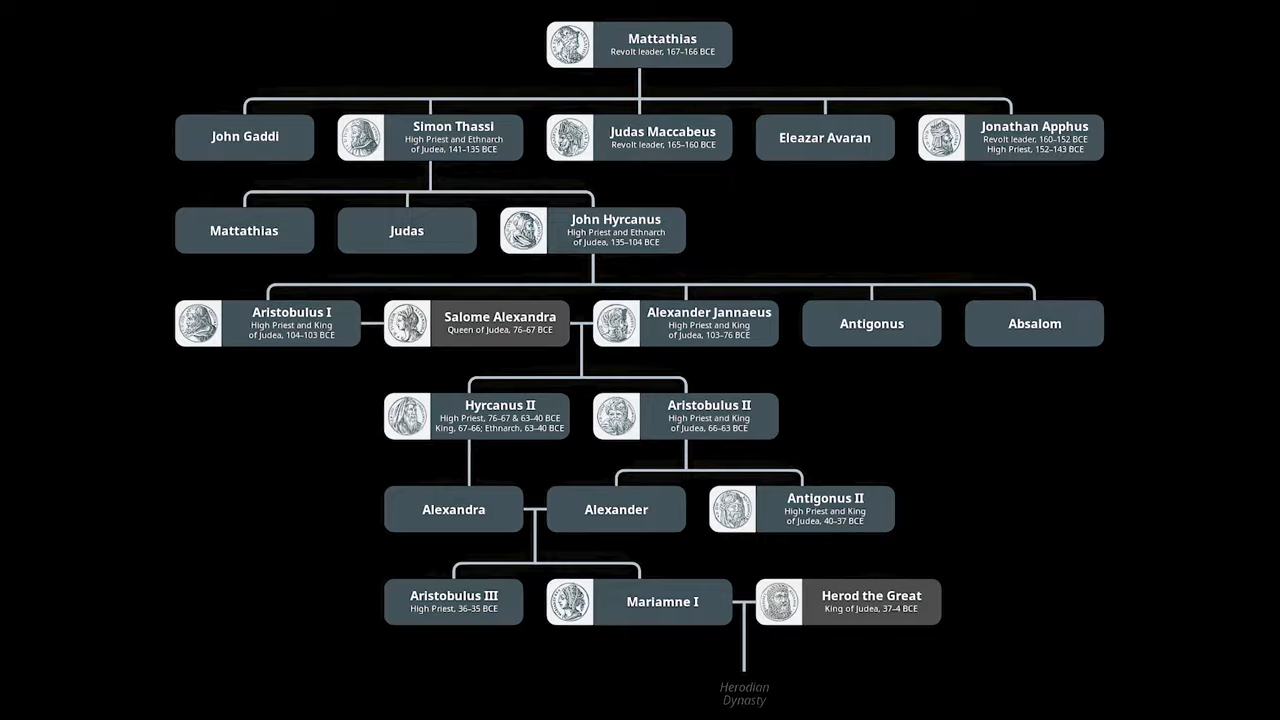 Mattathias
Revolt leader, 167–166 BCE
John Gaddi
Simon Thassi
High Priest and Ethnarch
of Judea, 141–135 BCE
Judas Maccabeus
Revolt leader, 165–160 BCE
Eleazar Avaran
Jonathan Apphus
Revolt leader, 160–152 BCE
High Priest, 152–143 BCE
Mattathias
Judas
John Hyrcanus
High Priest and Ethnarch
of Judea, 135–104 BCE
Aristobulus I
High Priest and King
of Judea, 104–103 BCE
Salome Alexandra
Queen of Judea, 76–67 BCE
Alexander Jannaeus
High Priest and King
of Judea, 103–76 BCE
Antigonus
Absalom
Hyrcanus II
High Priest, 76–67 & 63–40 BCE
King, 67–66; Ethnarch, 63–40 BCE
Aristobulus II
High Priest and King
of Judea, 66–63 BCE
Alexandra
Alexander
Antigonus II
High Priest and King
of Judea, 40–37 BCE
Aristobulus III
High Priest, 36–35 BCE
Mariamne I
Herod the Great
King of Judea, 37–4 BCE
Herodian
Dynasty